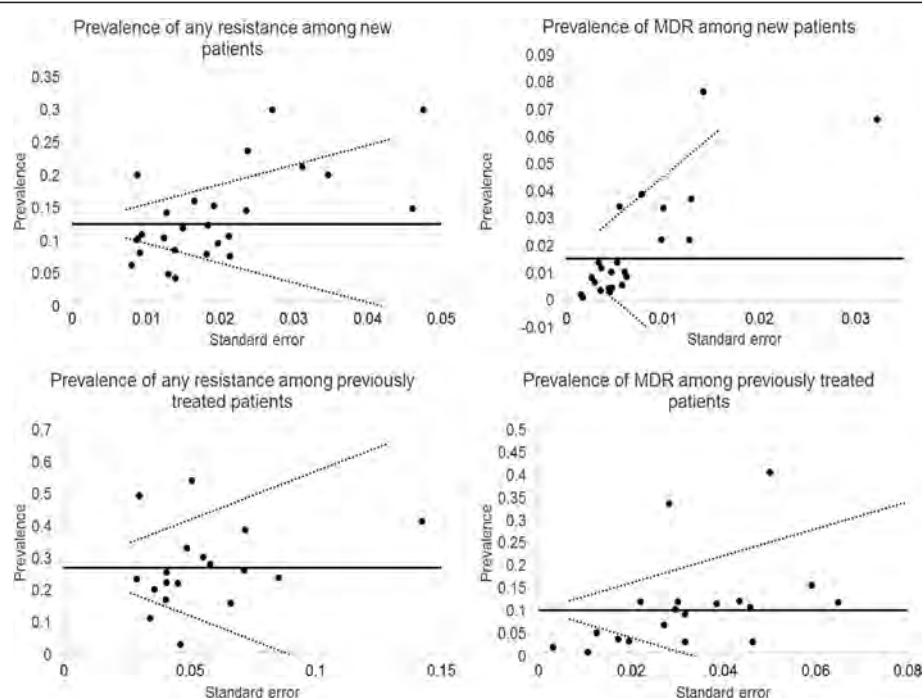 Prevalence of any resistance among new
patients
0.35
0.3
0.25
0.2
0.15
0.1
0.05
0
Prevalence
0 0.01 0.02 0.03 0.04 0.05
Standard error
Prevalence of MDR among new patients
0.09
0.08
0.07
0.06
0.05
0.04
0.03
0.02
0.01
0
-0.01
Prevalence
0 0.01 0.02 0.03
Standard error
Prevalence of any resistance among previously
treated patients
0.7
0.6
0.5
0.4
0.3
0.2
0.1
0
Prevalence
0 0.05 0.1 0.15
Standard error
Prevalence of MDR among previously treated
patients
0.5
0.45
0.4
0.35
0.3
0.25
0.2
0.15
0.1
0.05
0
Prevalence
0 0.02 0.04 0.06 0.08
Standard error